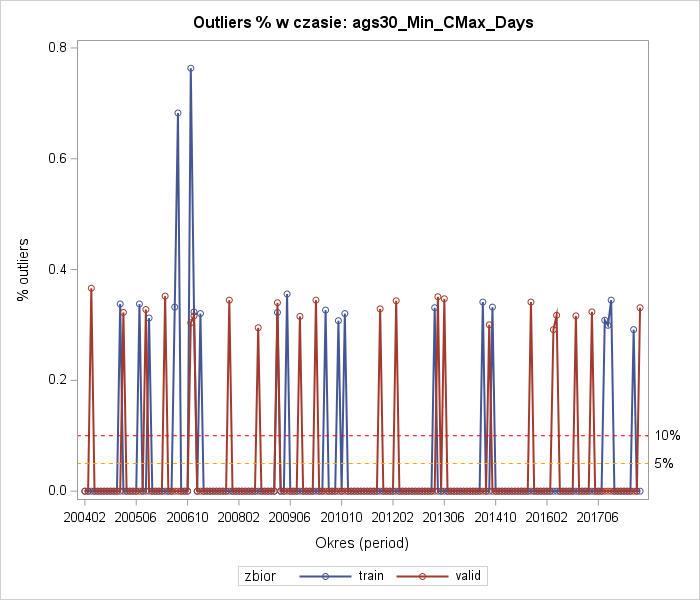 Outliers % w czasie: ags30_Min_CMax_Days
% outliers
0.8
0.6
0.4
0.2
0.0
10%
5%
200402 200506 200610 200802 200906 201010 201202 201306 201410 201602 201706
Okres (period)
zbior train valid